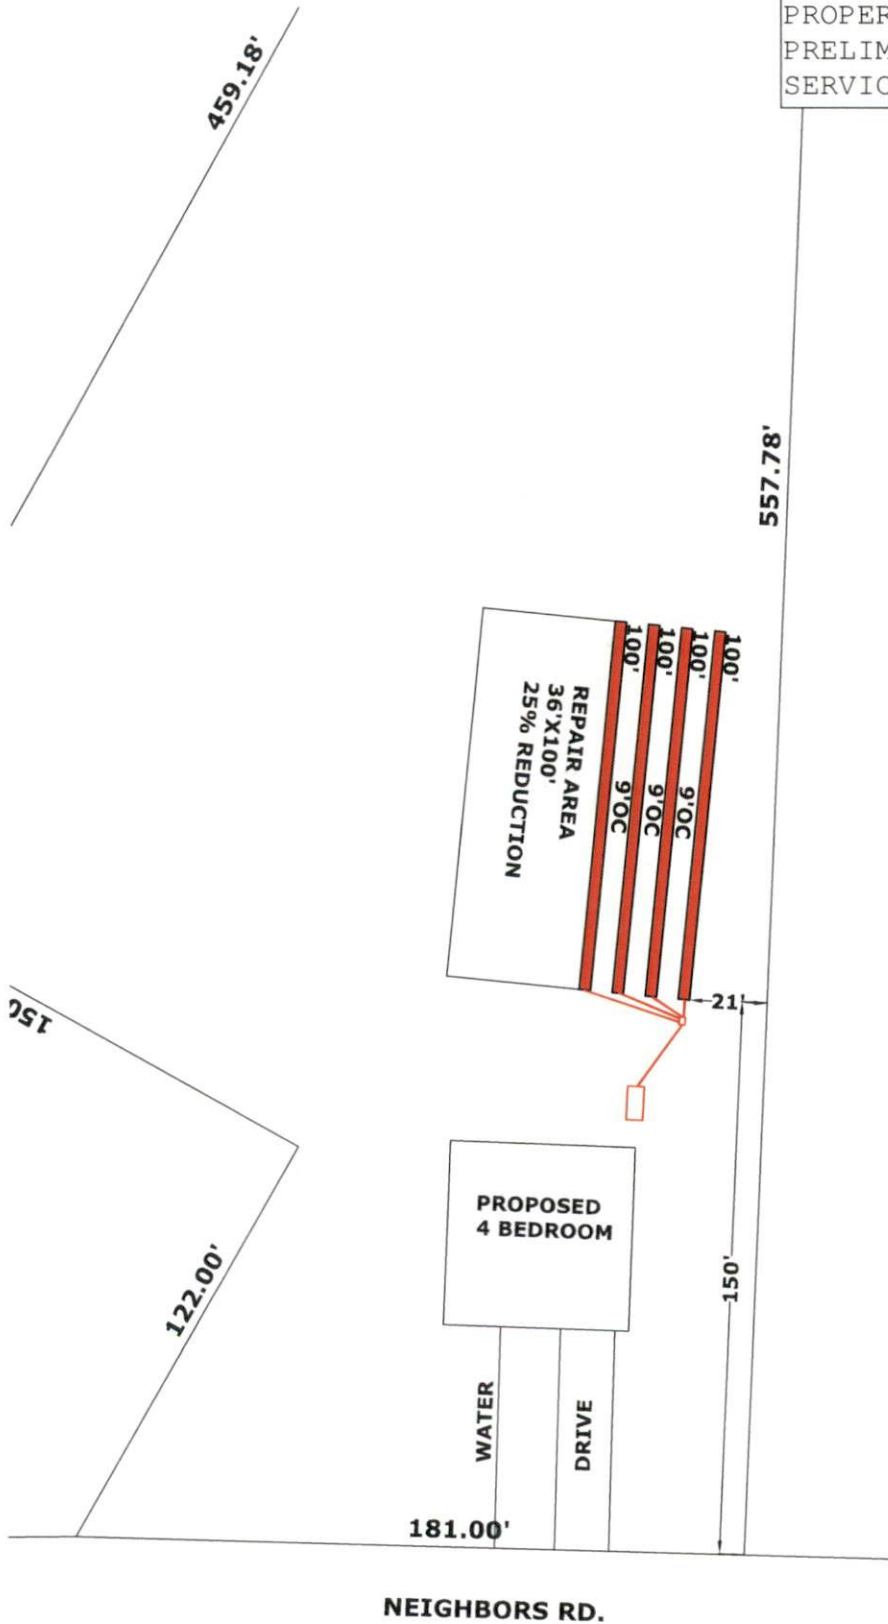 PROPER
PRELIM
SERVIC
459.18'
557.78'
100'
100'
100'
100'
REPAIR AREA
36'X100'
25% REDUCTION
9'OC
9'OC
9'OC
21'
150
PROPOSED
4 BEDROOM
150'
122.00'
WATER
DRIVE
181.00'
NEIGHBORS RD.